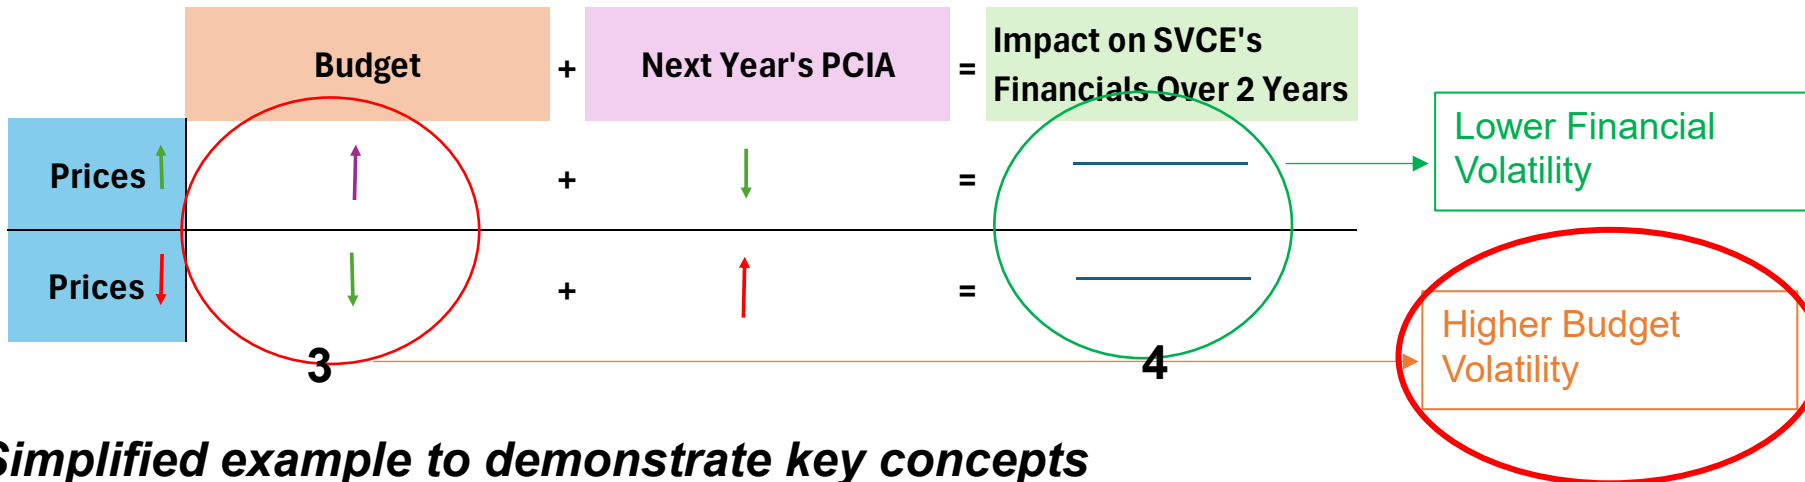 Budget + Next Year's PCIA = Impact on SVCE's
Financials Over 2 Years
Lower Financial
Volatility
Prices + =
Prices + =
Higher Budget
Volatility
3 4
Simplified example to demonstrate key concepts